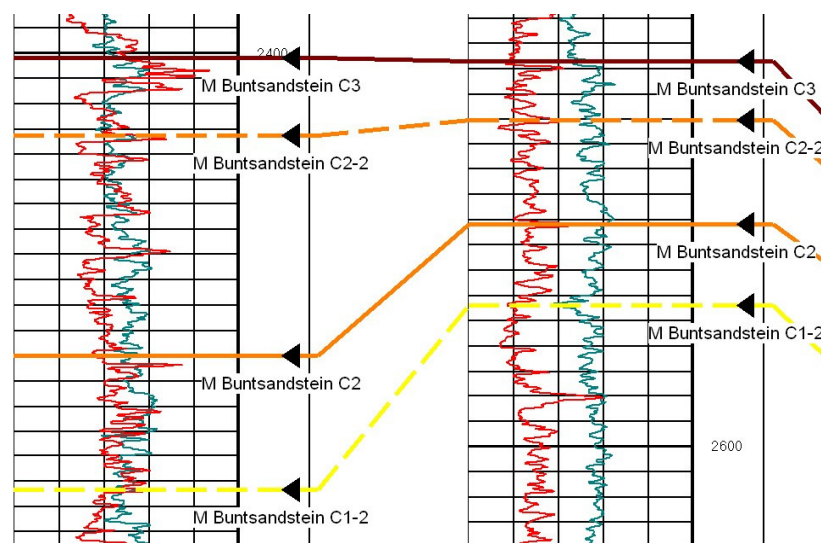 2400
M Buntsandstein C3
M Buntsandstein C3
M Buntsandstein C2-2
M Buntsandstein C2-2
M Buntsandstein C2
M Buntsandstein C2
M Buntsandstein C1-2
M Buntsandstein C1-2
2600